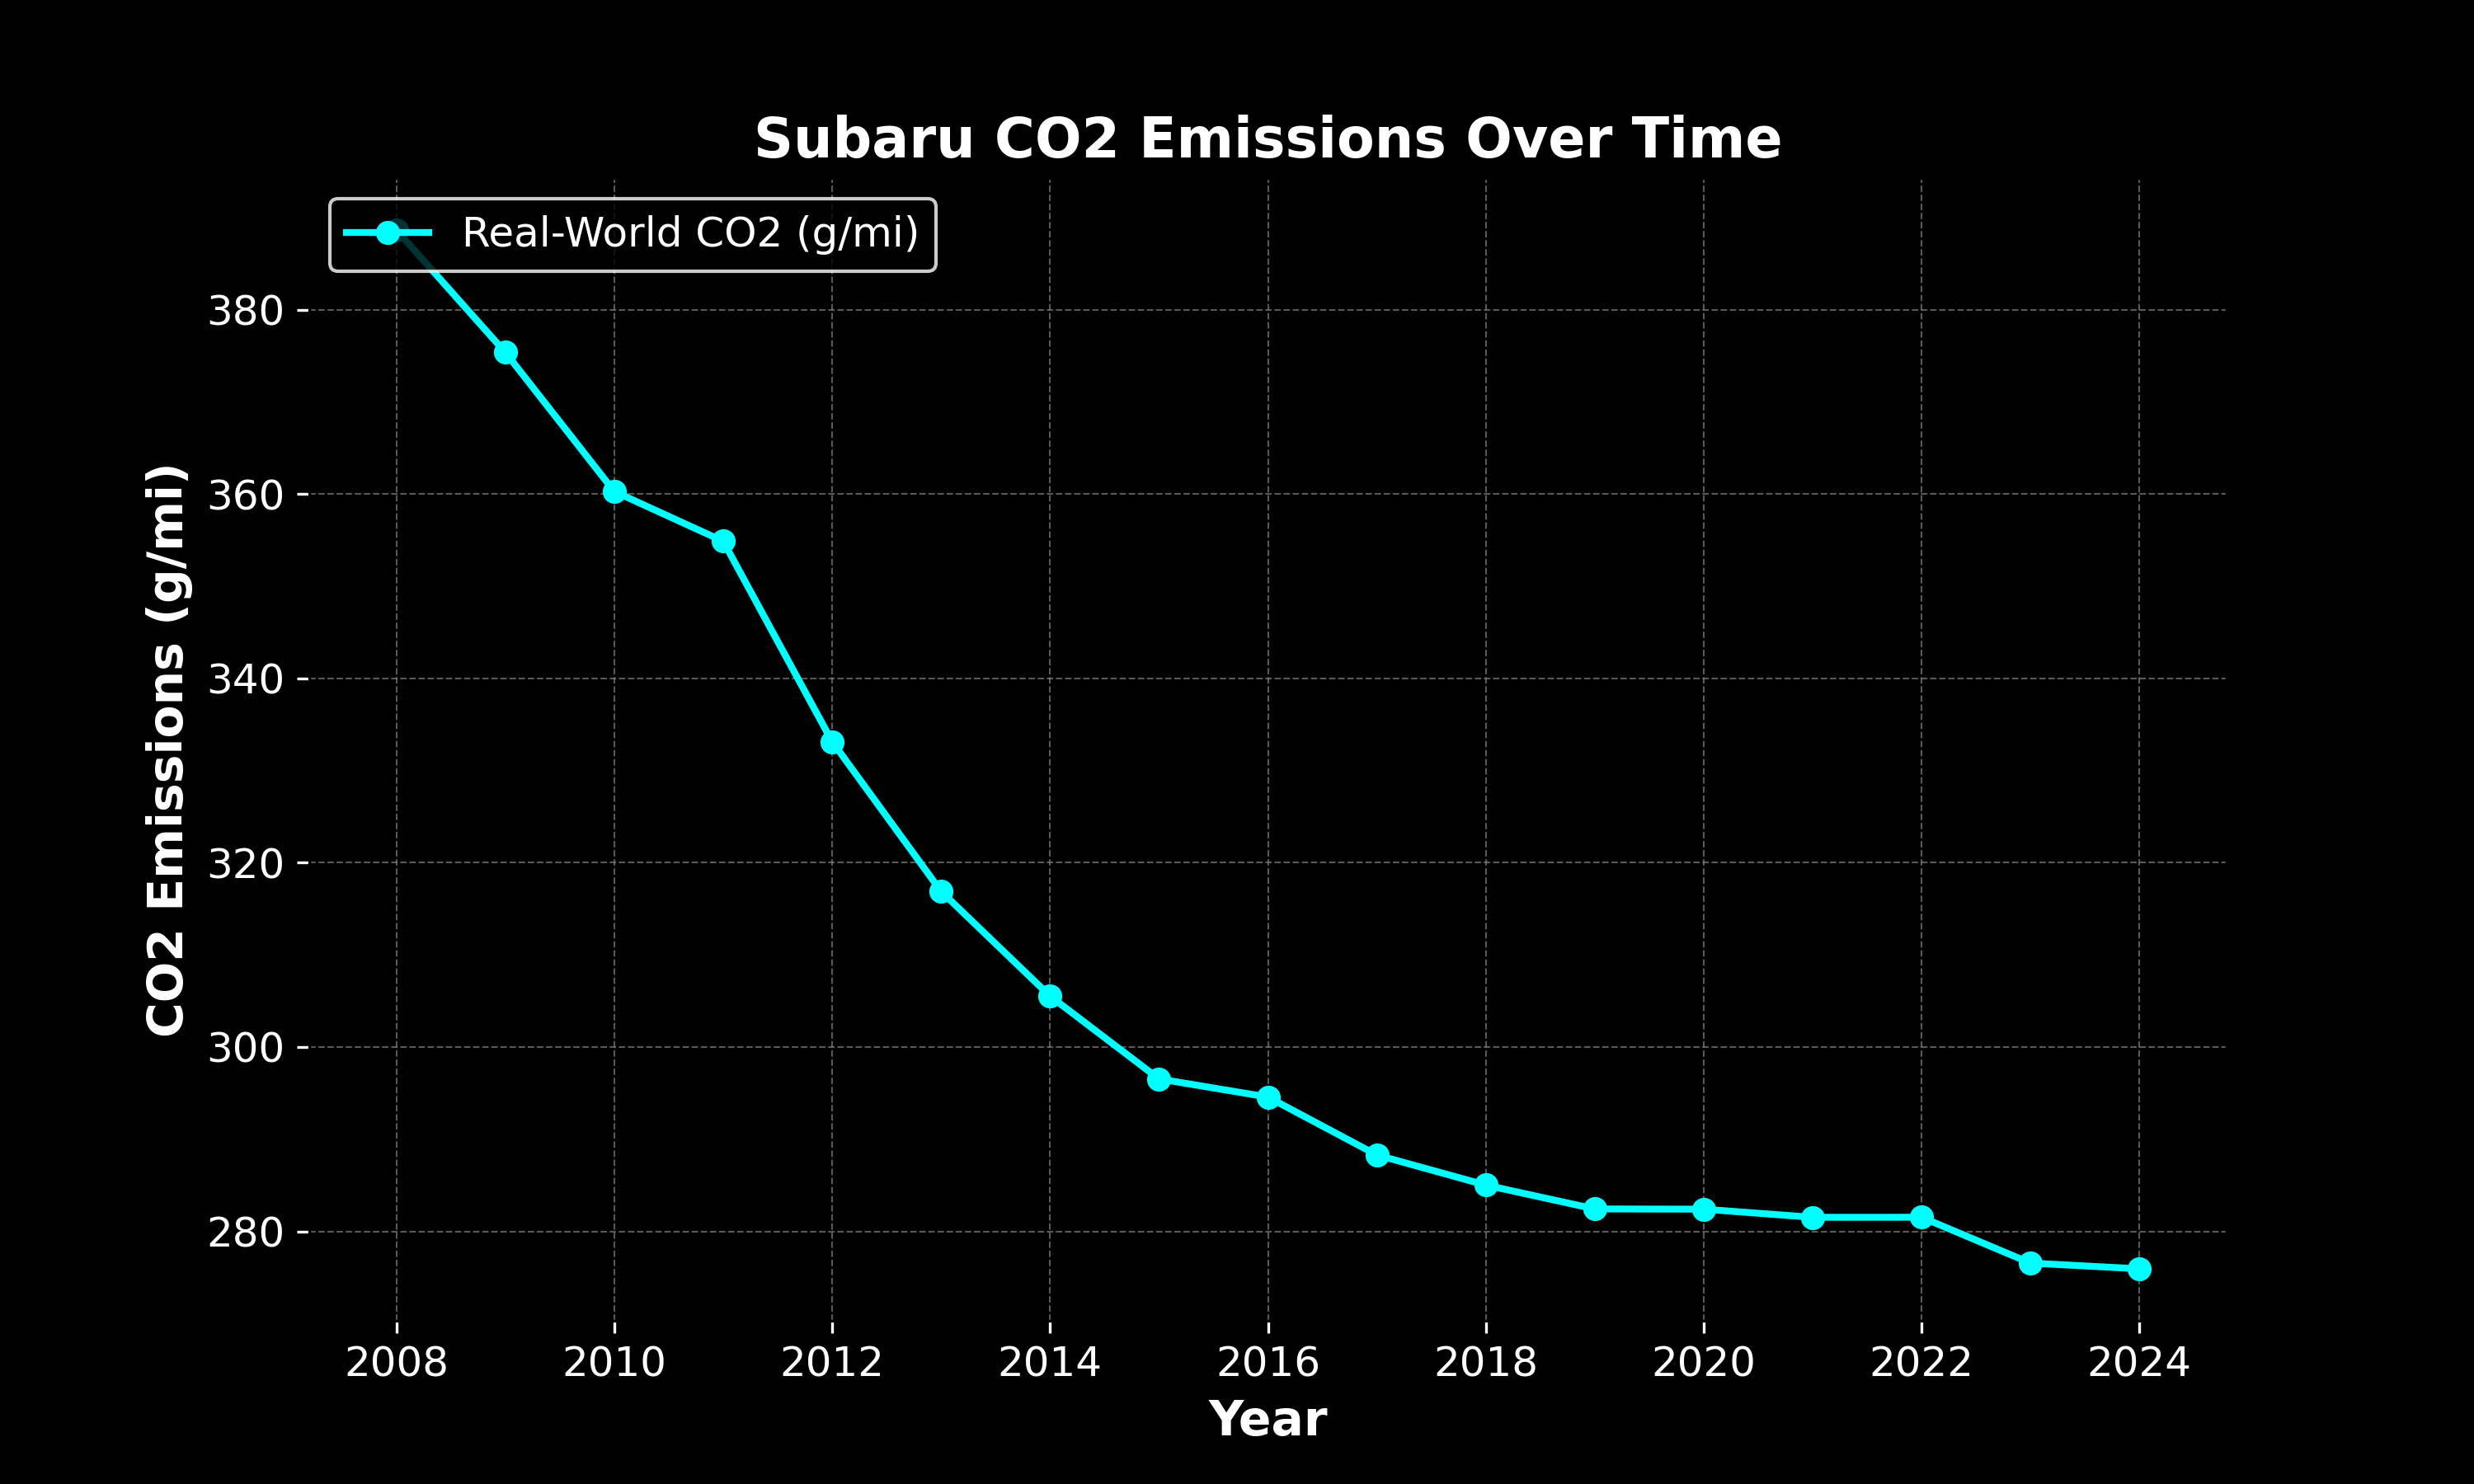 Subaru CO2 Emissions Over Time
Real-World CO2 (g/mi)
CO2 Emissions (g/mi)
380
360
340
320
300
280
2008 2010 2012 2014 2016 2018 2020 2022 2024
Year